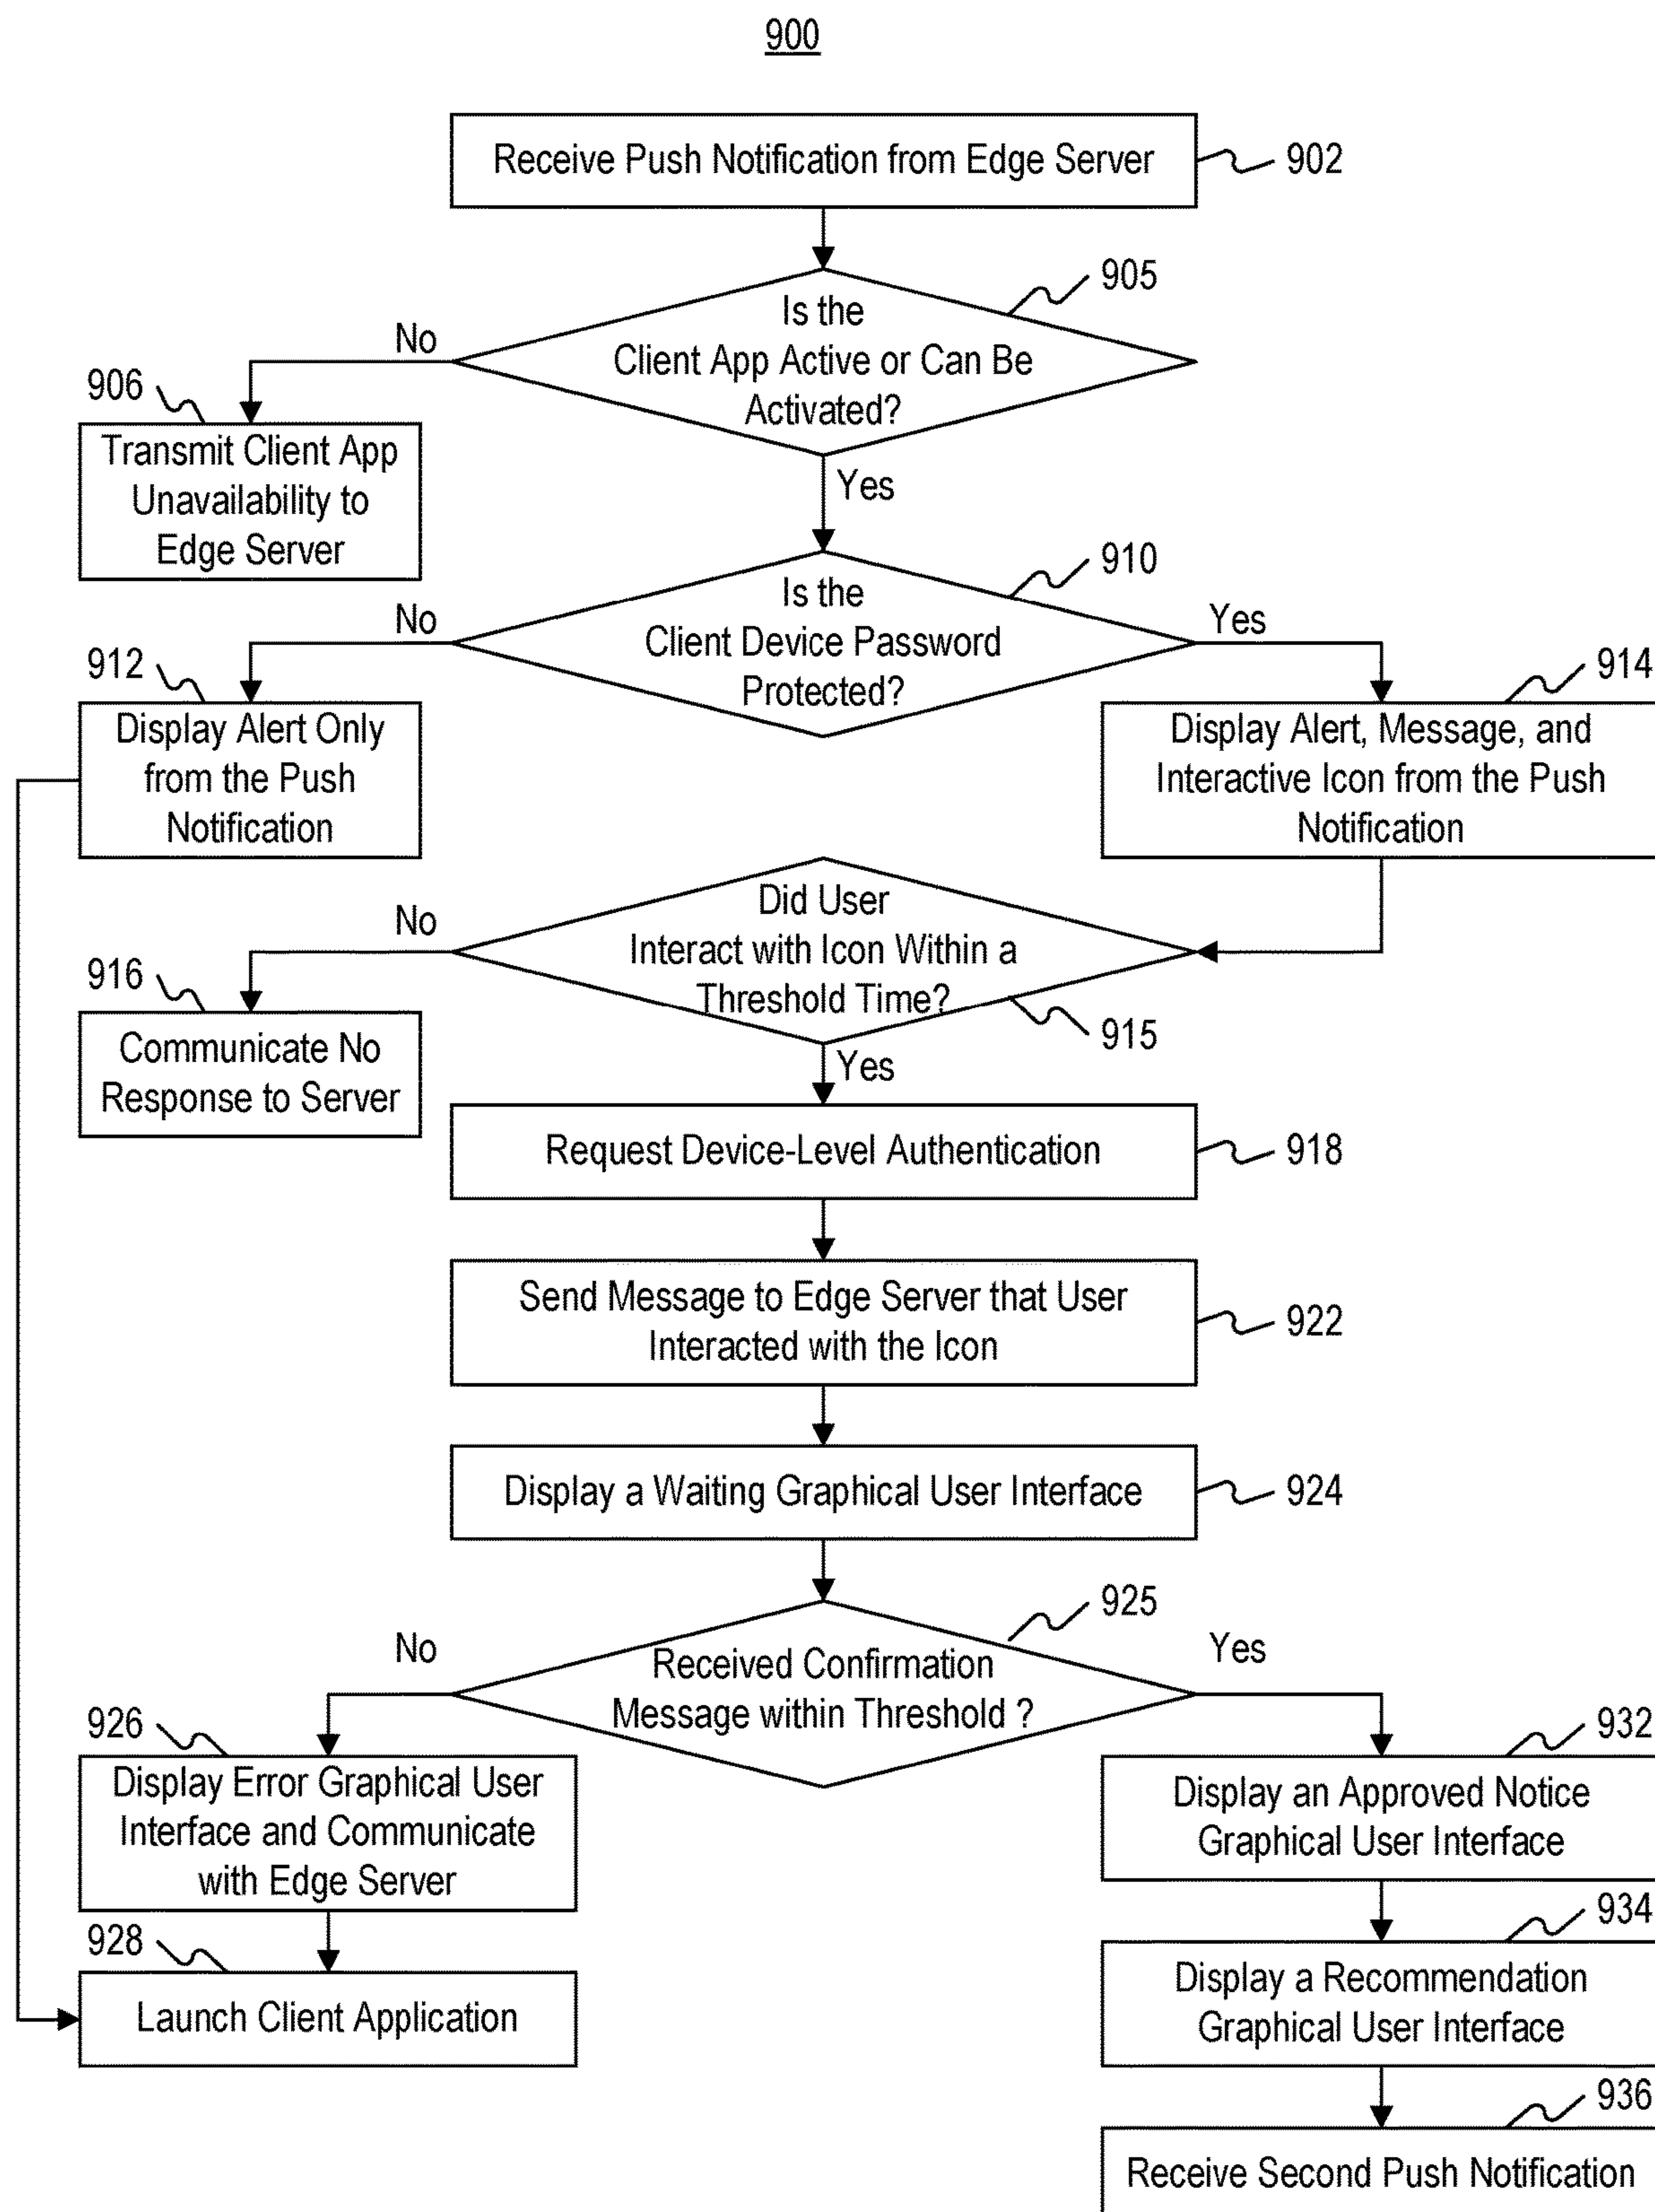 900
Receive Push Notification from Edge Server
902
905
Is the
Client App Active or Can Be
Activated?
No
906
Transmit Client App
Unavailability to
Edge Server
Yes
910
Is the
Client Device Password
Protected?
No
Yes
912
Display Alert Only
from the Push
Notification
914
Display Alert, Message, and
Interactive Icon from the Push
Notification
Did User
Interact with Icon Within a
Threshold Time?
No
915
916
Communicate No
Response to Server
Yes
Request Device-Level Authentication
918
Send Message to Edge Server that User
Interacted with the Icon
922
Display a Waiting Graphical User Interface
924
925
Received Confirmation
Message within Threshold ?
No
Yes
926
Display Error Graphical User
Interface and Communicate
with Edge Server
932
Display an Approved Notice
Graphical User Interface
928
Launch Client Application
934
Display a Recommendation
Graphical User Interface
936
Receive Second Push Notification